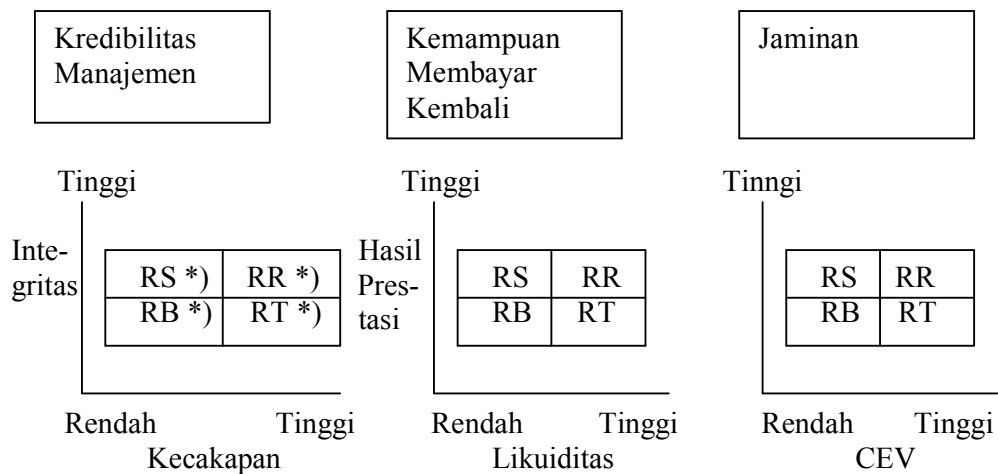 Kredibilitas
Manajemen
Kemampuan
Membayar
Kembali
Jaminan
Tinggi
Tinggi
Tinngi
Inte-
gritas
RS *) RR *)
RB *) RT *)
Hasil
Pres-
tasi
RS RR
RB RT
RS RR
RB RT
Rendah Tinggi
Kecakapan
Rendah Tinggi
Likuiditas
Rendah Tinggi
CEV